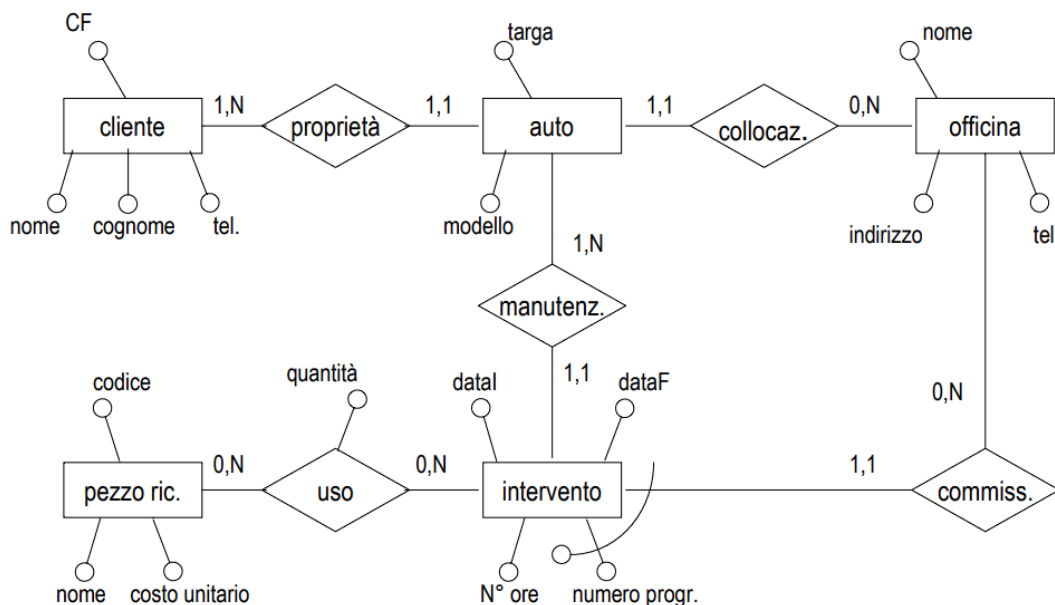 CF
targa
nome
cliente
1,N
proprietà
1,1
auto
1,1
collocaz.
0,N
officina
nome
cognome
tel.
modello
indirizzo
tel
1,N
manutenz.
1,1
codice
quantità
dataI
dataF
0,N
pezzo ric.
0,N
uso
0,N
intervento
1,1
commiss.
nome
costo unitario
N° ore
numero progr.